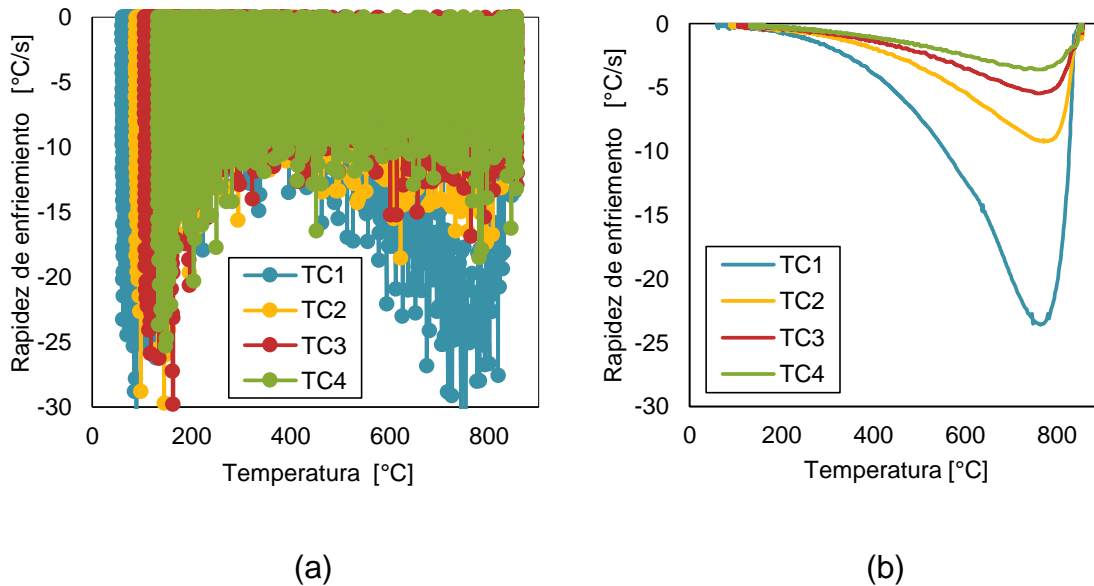 Rapidez de enfriemiento [°C/s]
0
-5
-10
-15
-20
-25
-30
TC1
TC2
TC3
TC4
0 200 400 600 800
Temperatura [°C]
(a)
Rapidez de enfriemento [°C/s]
0
-5
-10
-15
-20
-25
-30
TC1
TC2
TC3
TC4
0 200 400 600 800
Temperatura [°C]
(b)